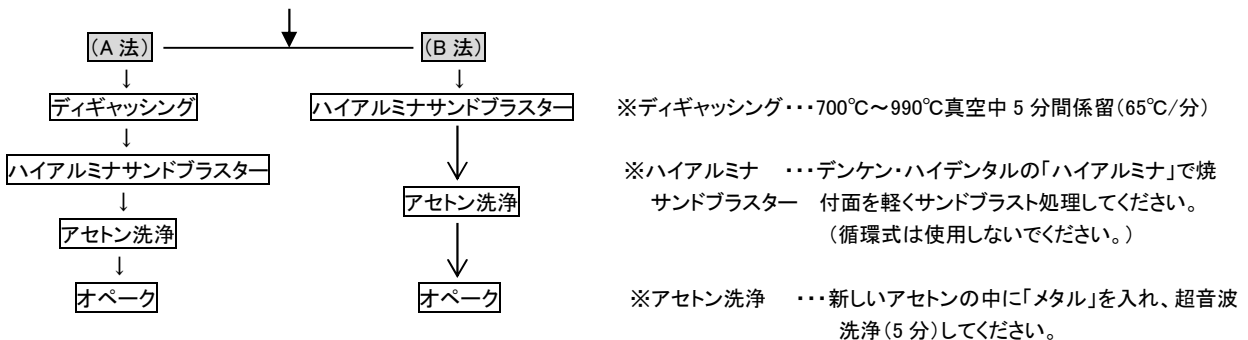 (A 法) (B 法)
↓ ↓
ディギャッシング ハイアルミナサンドブラスター ※ディギャッシング・・・700℃～990℃真空中 5 分間係留(65℃/分)
↓
ハイアルミナサンドブラスター ※ハイアルミナ ・・・デンケン・ハイデンタルの「ハイアルミナ」で焼
↓ アセトン洗浄 サンドブラスター 付面を軽くサンドブラスト処理してください。
アセトン洗浄 (循環式は使用しないでください。)
↓
オペーク オペーク ※アセトン洗浄 ・・・新しいアセトンの中に「メタル」を入れ、超音波
洗浄(5 分)してください。